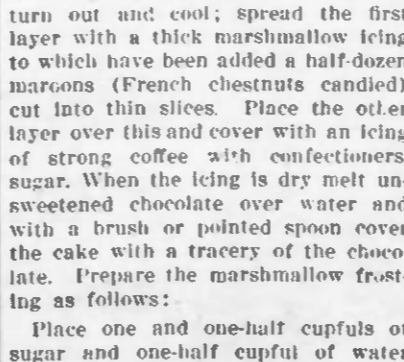 turn out and cool; spread the first
layer with a thick marshmallow icing
to which have been added a half-dozen
maroons (French chestnuts candied)
cut into thin slices. Place the other
layer over this and cover with an icing
of strong coffee with confectioners
sugar. When the icing is dry melt un-
sweetened chocolate over water and
with a brush or pointed spoon cover
the cake with a tracery of the choco
late. Prepare the marshmallow frost-
ing as follows:
Place one and one-half cupfuls of
sugar and one-half cupful of water